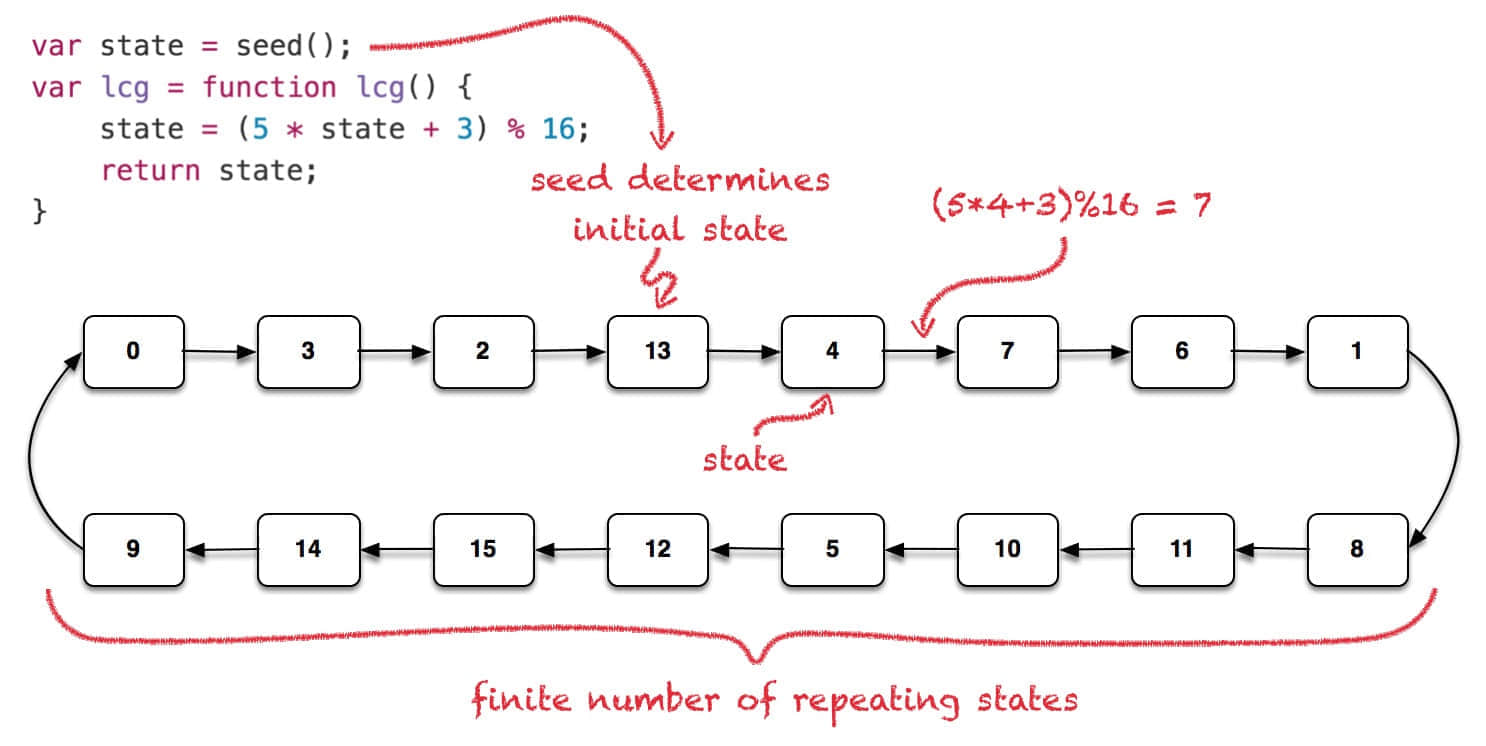 var state = seed();
var lcg = function lcg() {
    state = (5 * state + 3) % 16;
    return state;
}
seed determines
initial state
(5*4+3)%16 = 7
0 3 2 13 4 7 6 1
state
9 14 15 12 5 10 11 8
finite number of repeating states